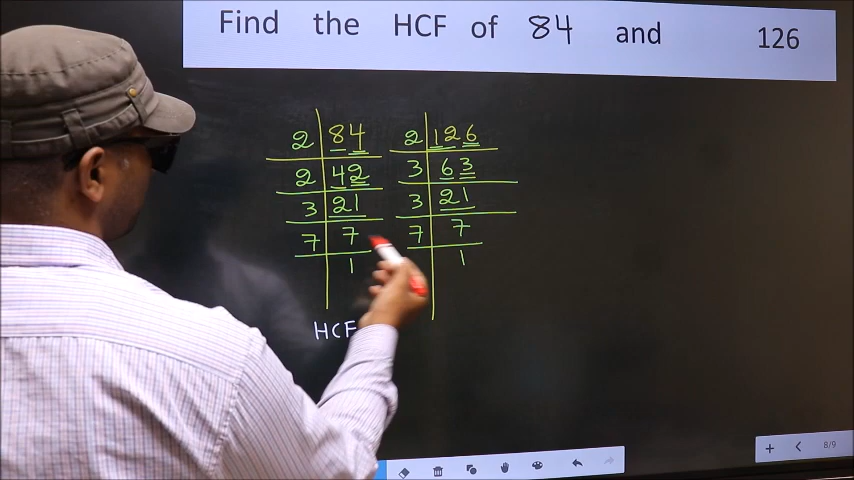 Find the HCF of 84 and 126
2 84 2 126
2 42 3 63
3 21 3 21
7 7 7 7
1 1
HCF
8/9